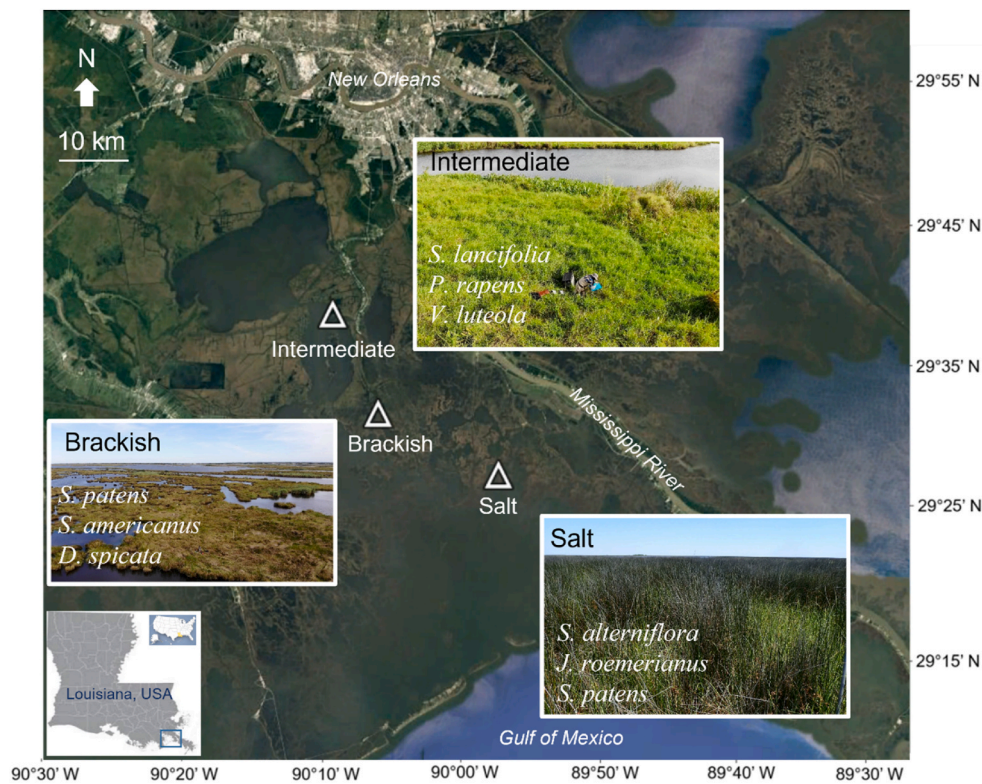 N
10 km
New Orleans
29°55' N
29°45' N
29°35' N
29°25' N
29°15' N
Intermediate
S. lancifolia
P. rapens
V. luteola
Intermediate
Brackish
Salt
Mississippi River
Brackish
S. patens
S. americanus
D. spicata
Salt
S. alterniflora
J. roemerianus
S. patens
Louisiana, USA
Gulf of Mexico
90°30' W
90°20' W
90°10' W
90°00' W
89°50' W
89°40' W
89°30' W